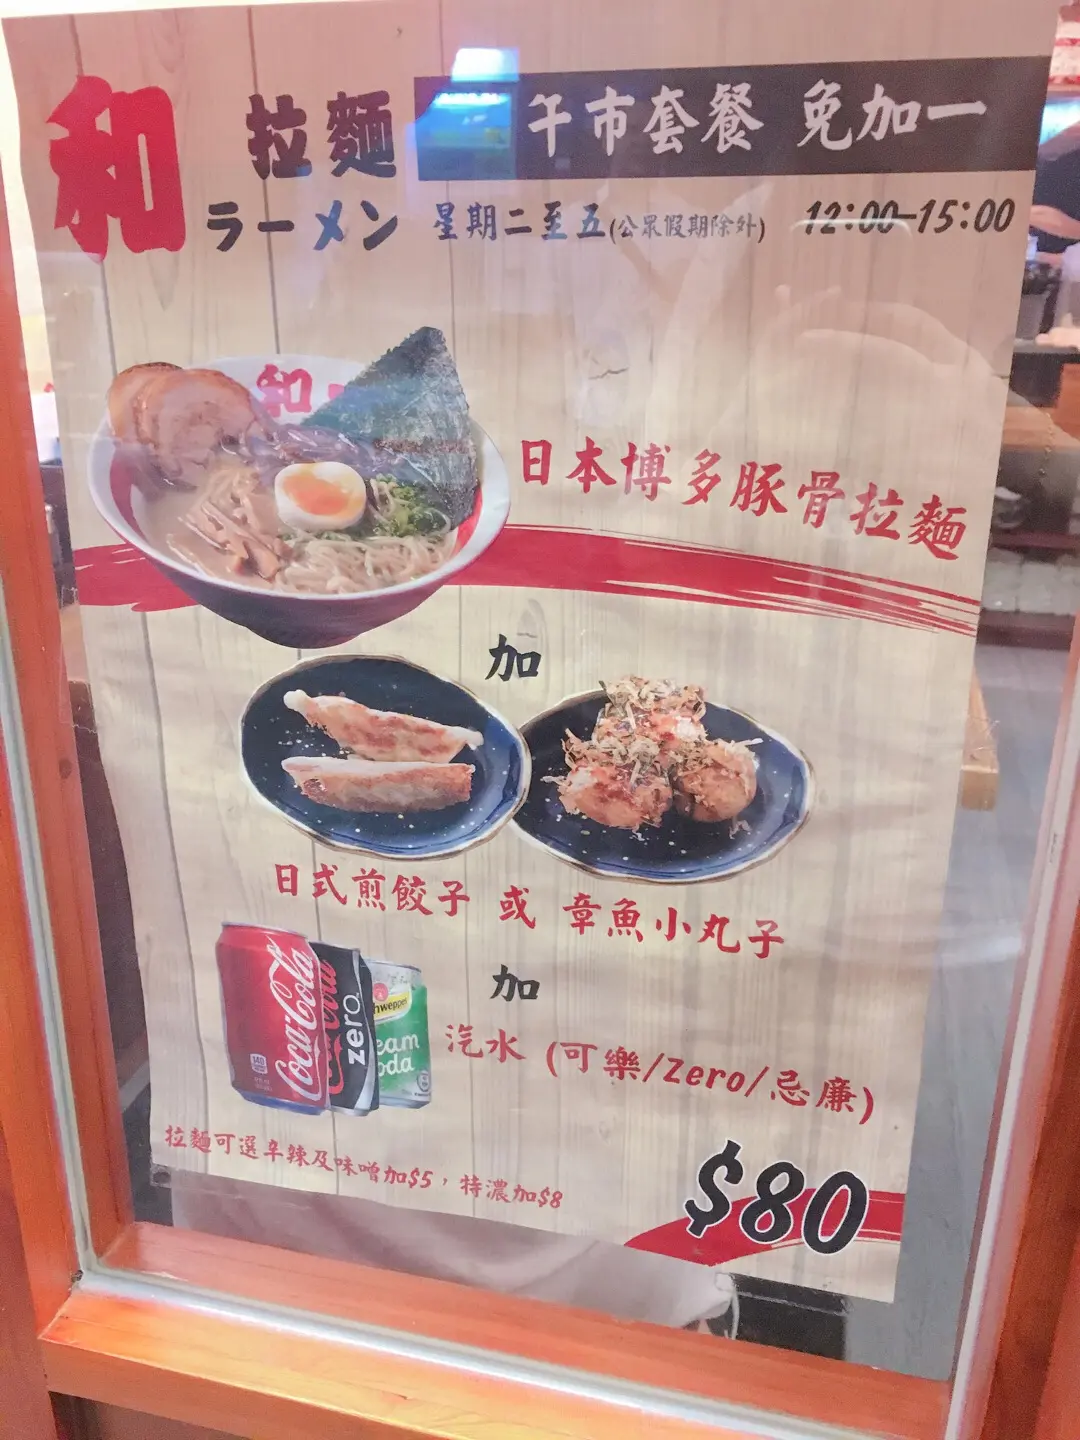 和 拉麵 午市套餐 免加一
ラーメン 星期二至五(公眾假期除外) 12:00-15:00
和
日本博多豚骨拉麵
加
日式煎餃子 或 章魚小丸子
加
Coca-Cola
zero
汽水 (可樂/Zero/忌廉)
拉麵可選辛辣及味噌加$5，特濃加$8
$80